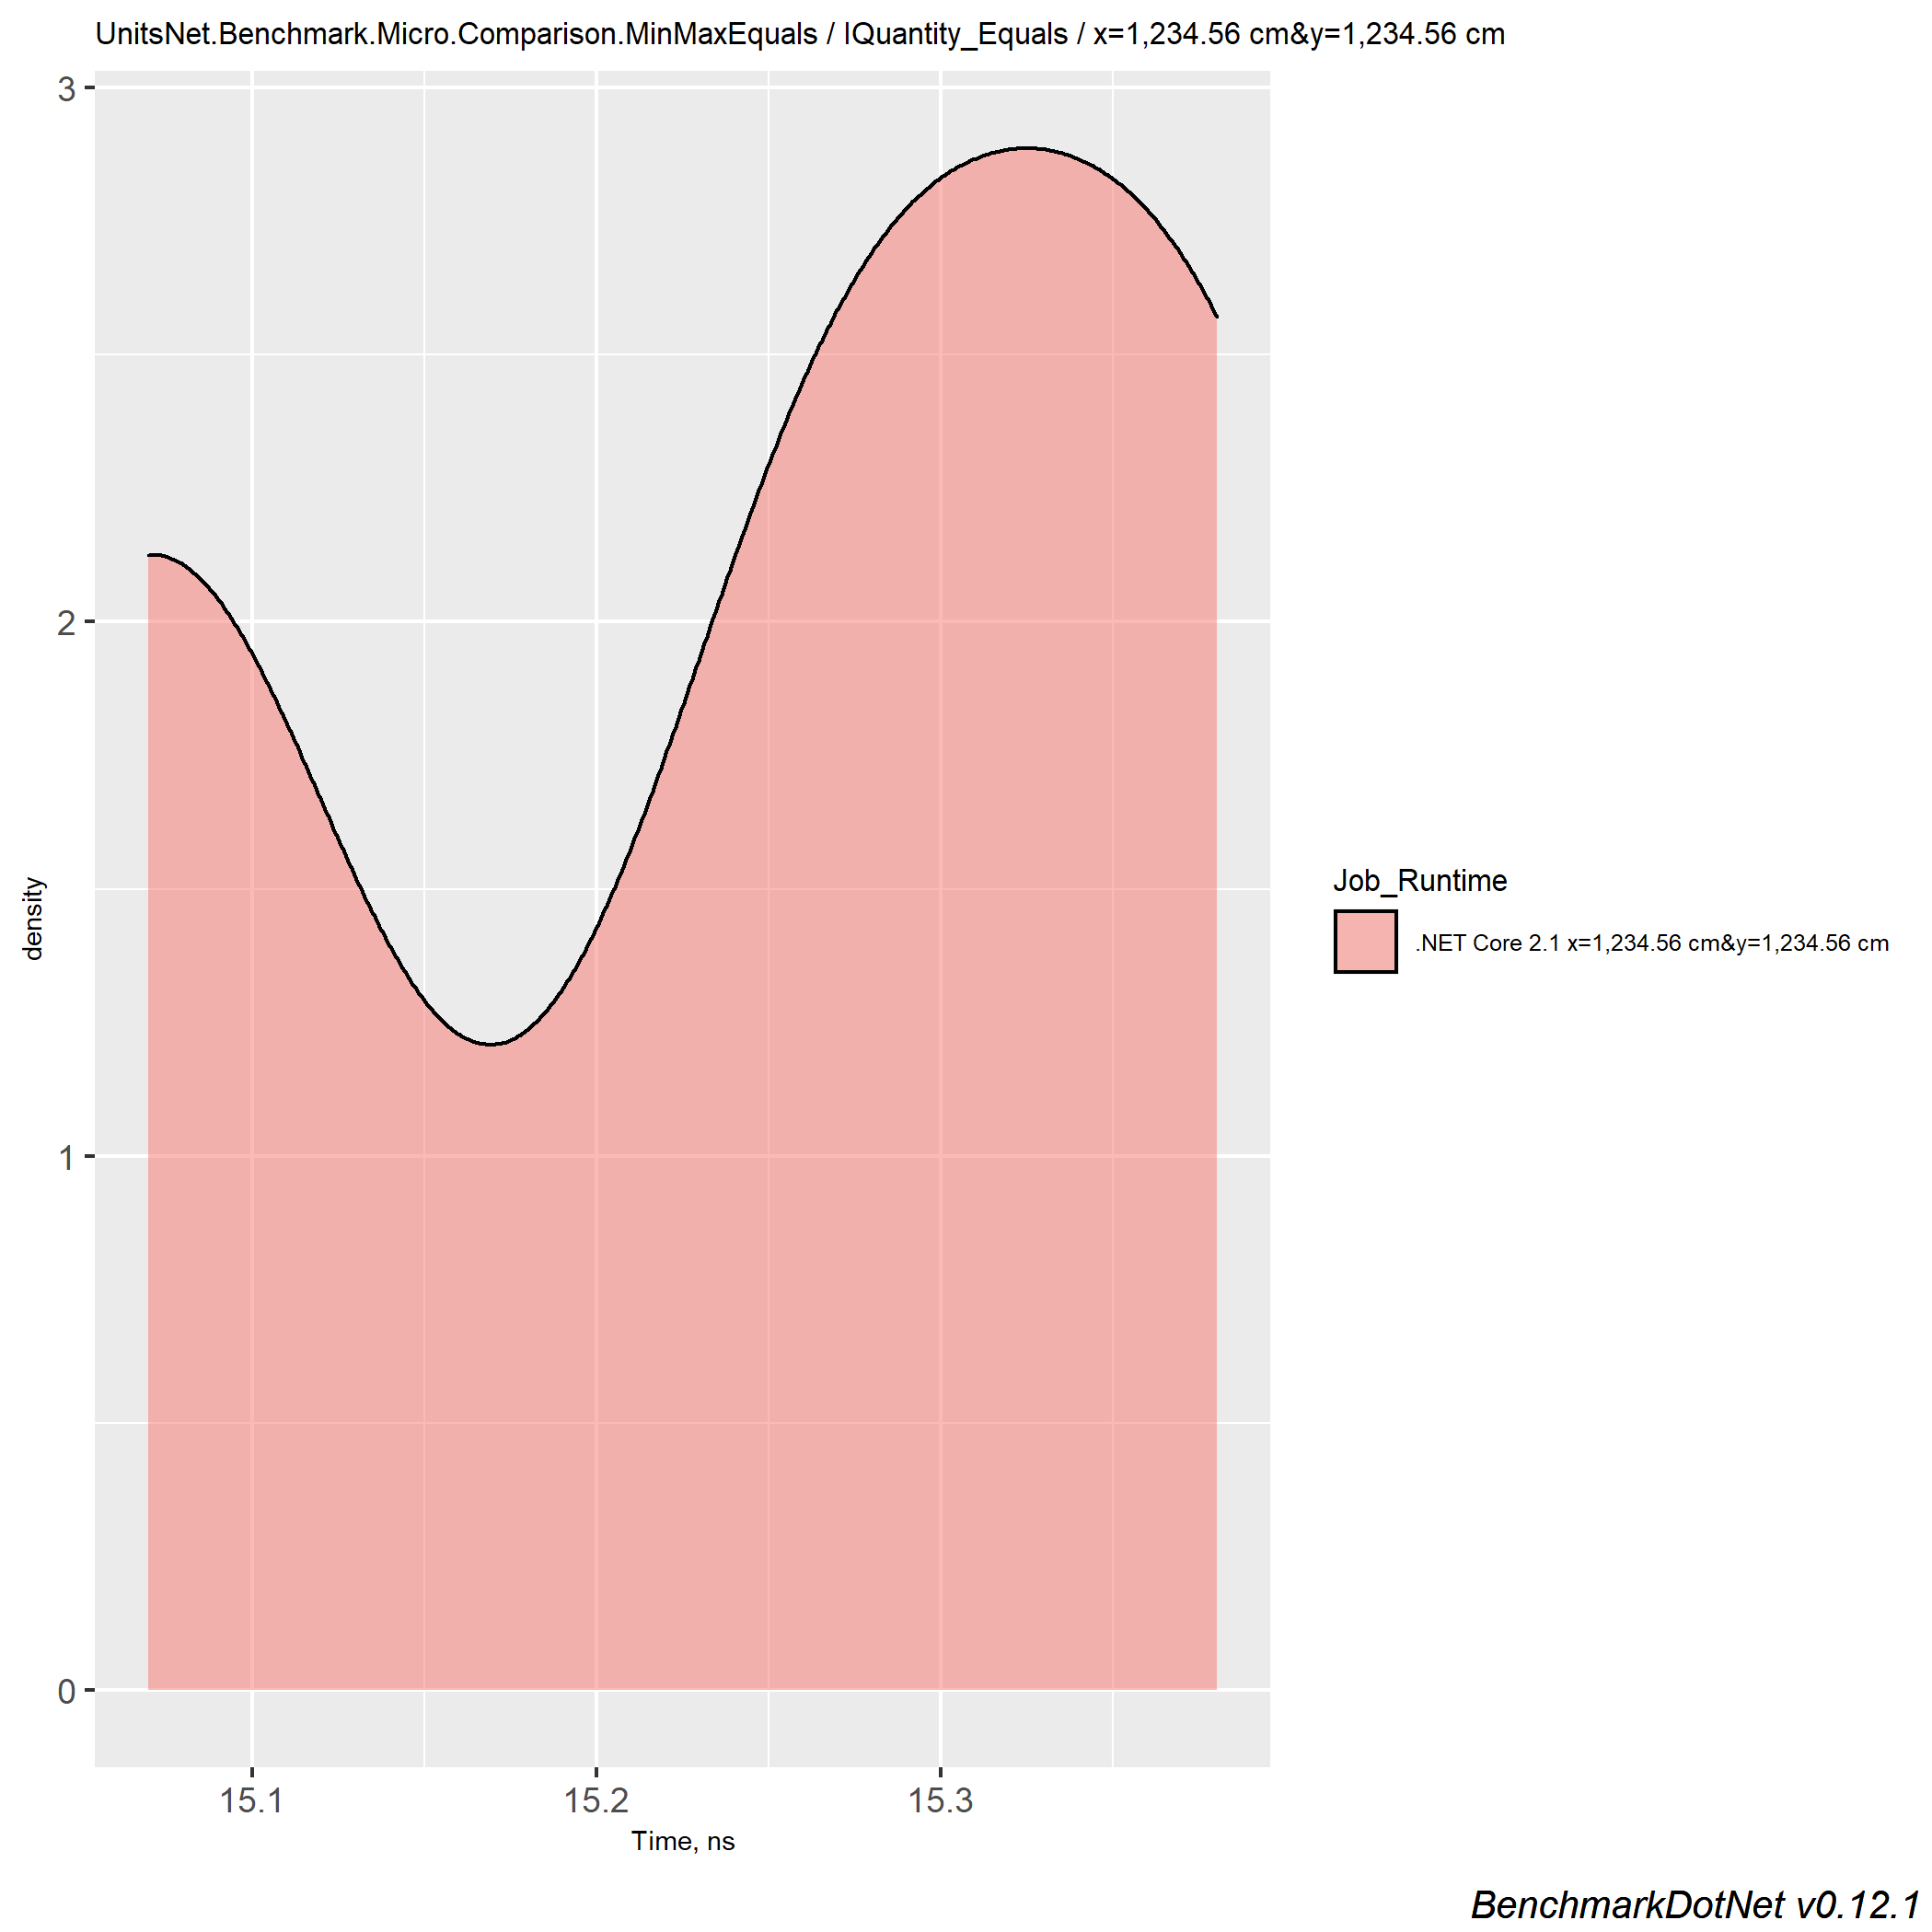 UnitsNet.Benchmark.Micro.Comparison.MinMaxEquals / IQuantity_Equals / x=1,234.56 cm&y=1,234.56 cm
3
2
1
0
density
15.1 15.2 15.3
Time, ns
Job_Runtime
.NET Core 2.1 x=1,234.56 cm&y=1,234.56 cm
BenchmarkDotNet v0.12.1